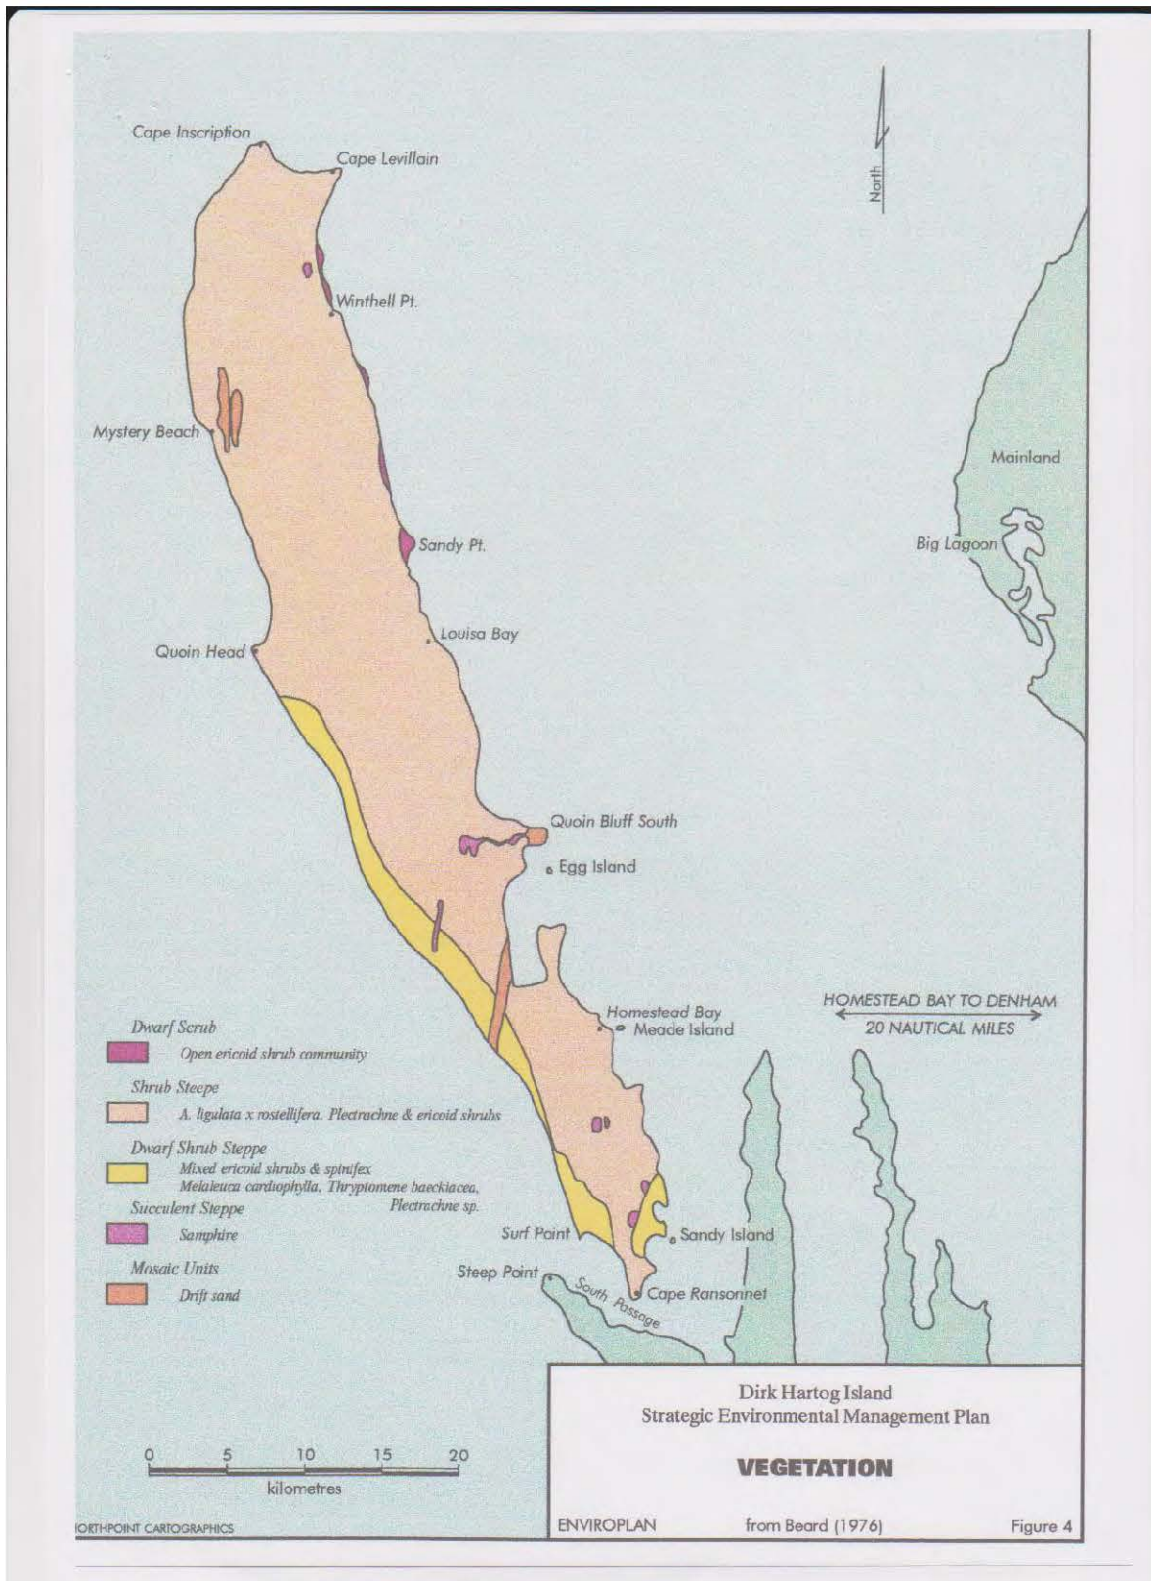 Cape Inscription
Cape Levillain
North
Winthell Pt.
Mystery Beach
Mainland
Sandy Pt.
Big Lagoon
Louisa Bay
Quoin Head
Quoin Bluff South
Egg Island
HOMESTEAD BAY TO DENHAM
20 NAUTICAL MILES
Homestead Bay
Meade Island
Dwarf Scrub
Open ericoid shrub community
Shrub Steepe
A. ligulata x rostellifera. Plectrachne & ericoid shrubs
Dwarf Shrub Steppe
Mixed ericoid shrubs & spinifex
Melaleuca cardiophylla, Thryptomene baeckiacea,
Plectrachne sp.
Succulent Steppe
Samphire
Mosaic Units
Drift sand
Surf Point
Sandy Island
Steep Point
South Passage
Cape Ransonnet
Dirk Hartog Island
Strategic Environmental Management Plan
VEGETATION
0 5 10 15 20
kilometres
ORTHPOINT CARTOGRAPHICS
ENVIROPLAN from Beard (1976) Figure 4